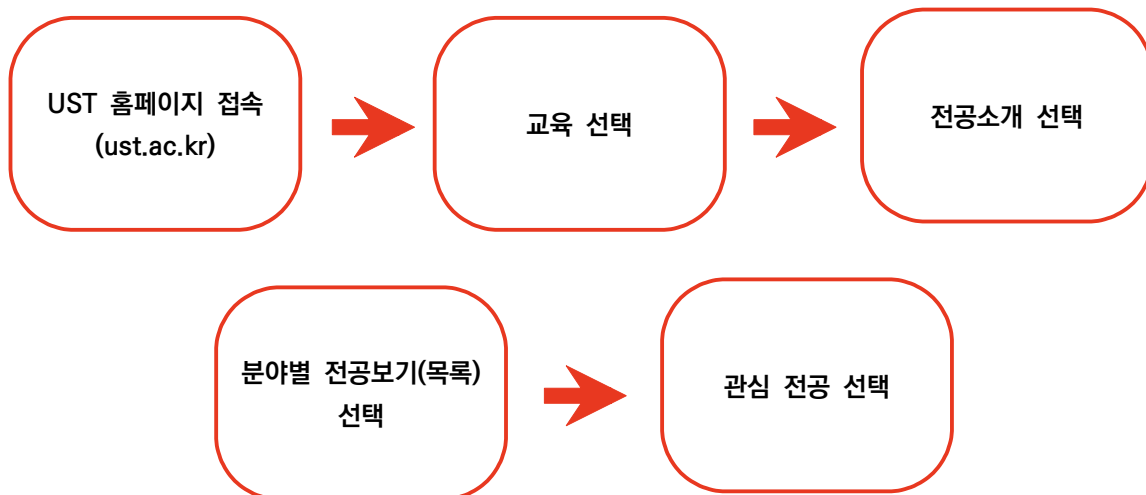 UST 홈페이지 접속
(ust.ac.kr)
교육 선택
전공소개 선택
분야별 전공보기(목록)
선택
관심 전공 선택